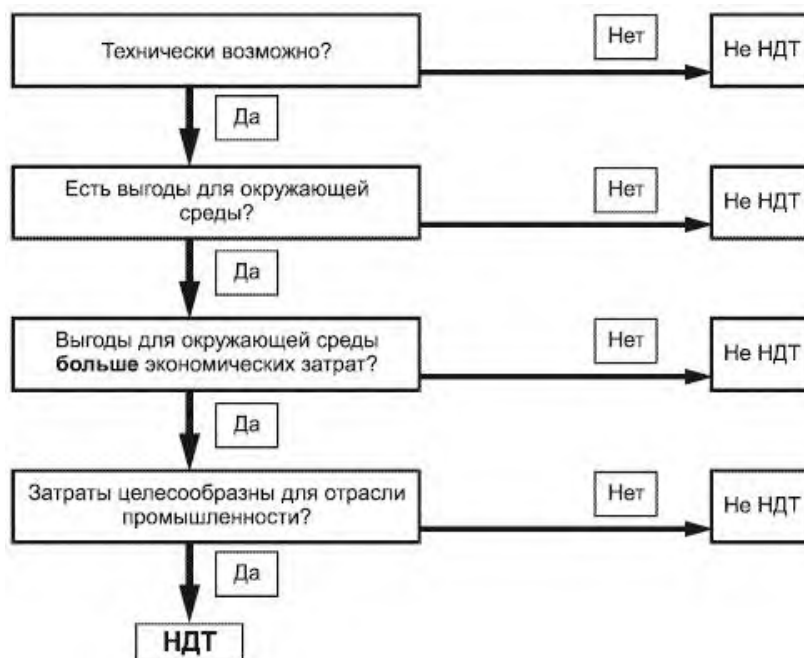 Технически возможно?
Нет
Не НДТ
Да
Есть выгоды для окружающей
среды?
Нет
Не НДТ
Да
Выгоды для окружающей среды
больше экономических затрат?
Нет
Не НДТ
Да
Затраты целесообразны для отрасли
промышленности?
Нет
Не НДТ
Да
НДТ